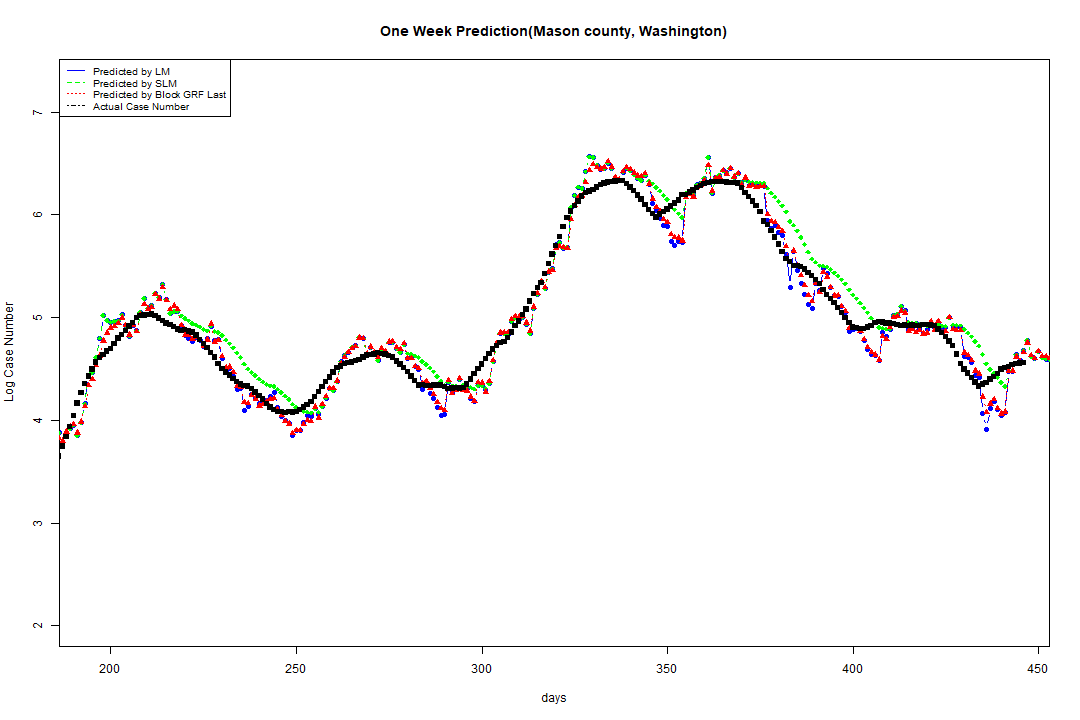 One Week Prediction(Mason county, Washington)
Predicted by LM
Predicted by SLM
Predicted by Block GRF Last
Actual Case Number
Log Case Number
7
6
5
4
3
2
200 250 300 350 400 450
days